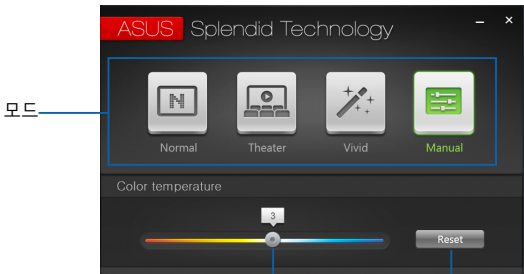 ASUS Splendid Technology
모드
Normal Theater Vivid Manual
Color temperature
3
Reset